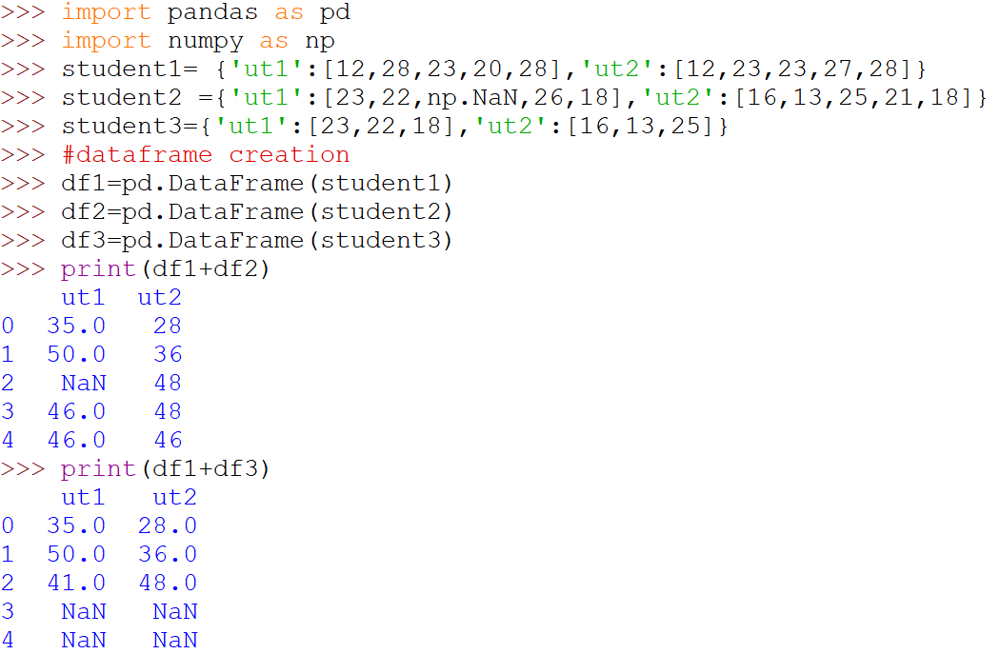 >>> import pandas as pd
>>> import numpy as np
>>> student1= {'ut1':[12,28,23,20,28],'ut2':[12,23,23,27,28]}
>>> student2 ={'ut1':[23,22,np.NaN,26,18],'ut2':[16,13,25,21,18]}
>>> student3={'ut1':[23,22,18],'ut2':[16,13,25]}
>>> #dataframe creation
>>> df1=pd.DataFrame(student1)
>>> df2=pd.DataFrame(student2)
>>> df3=pd.DataFrame(student3)
>>> print(df1+df2)
    ut1  ut2
0  35.0   28
1  50.0   36
2   NaN   48
3  46.0   48
4  46.0   46
>>> print(df1+df3)
    ut1   ut2
0  35.0  28.0
1  50.0  36.0
2  41.0  48.0
3   NaN   NaN
4   NaN   NaN